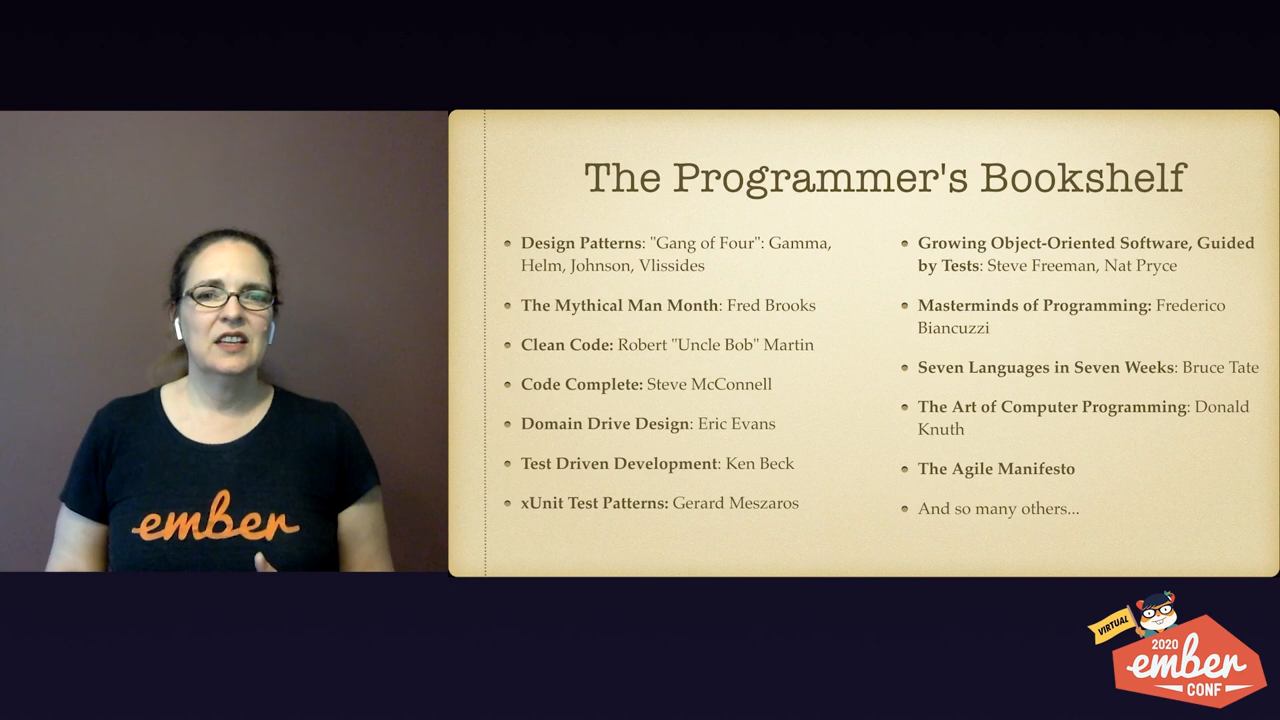 The Programmer's Bookshelf
Design Patterns: "Gang of Four": Gamma,
Helm, Johnson, Vlissides
The Mythical Man Month: Fred Brooks
Clean Code: Robert "Uncle Bob" Martin
Code Complete: Steve McConnell
Domain Drive Design: Eric Evans
Test Driven Development: Ken Beck
xUnit Test Patterns: Gerard Meszaros
Growing Object-Oriented Software, Guided
by Tests: Steve Freeman, Nat Pryce
Masterminds of Programming: Frederico
Biancuzzi
Seven Languages in Seven Weeks: Bruce Tate
The Art of Computer Programming: Donald
Knuth
The Agile Manifesto
And so many others...
ember
VIRTUAL
2020
ember
CONF